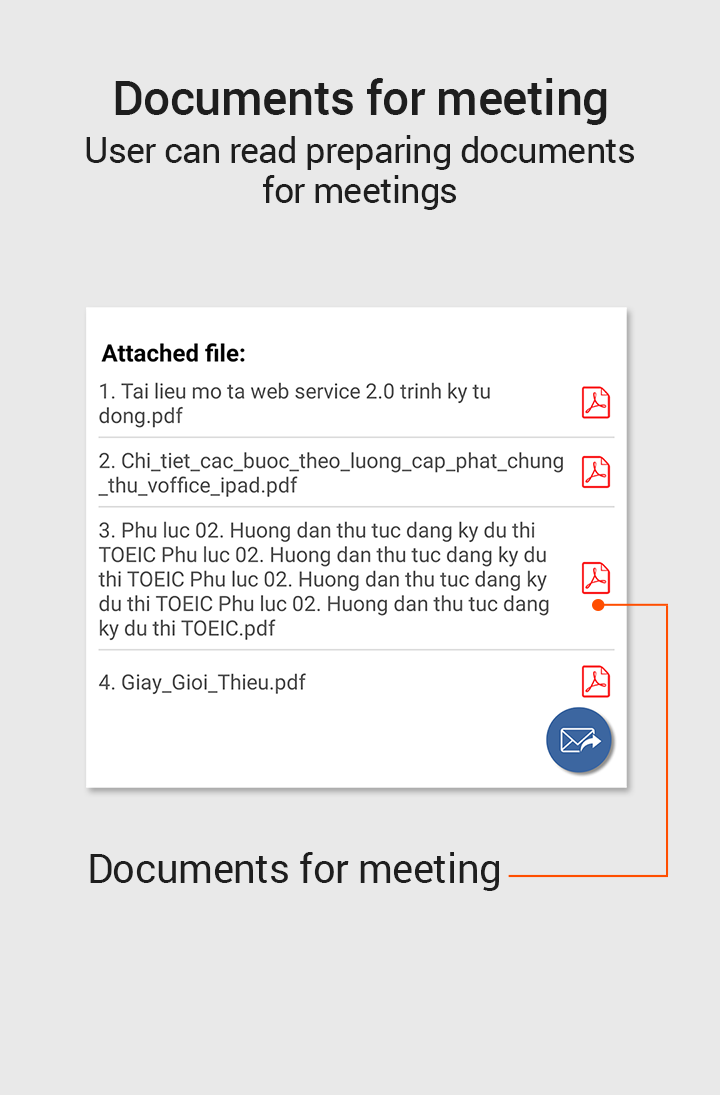 Documents for meeting
User can read preparing documents
for meetings
Attached file:
1. Tai lieu mo ta web service 2.0 trinh ky tu
dong.pdf
2. Chi_tiet_cac_buoc_theo_luong_cap_phat_chung
_thu_voffice_ipad.pdf
3. Phu luc 02. Huong dan thu tuc dang ky du thi
TOEIC Phu luc 02. Huong dan thu tuc dang ky du
thi TOEIC Phu luc 02. Huong dan thu tuc dang ky
du thi TOEIC Phu luc 02. Huong dan thu tuc dang
ky du thi TOEIC.pdf
4. Giay_Gioi_Thieu.pdf
Documents for meeting